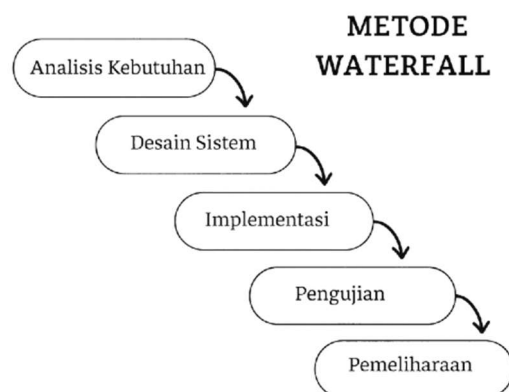 METODE
WATERFALL
Analisis Kebutuhan
Desain Sistem
Implementasi
Pengujian
Pemeliharaan